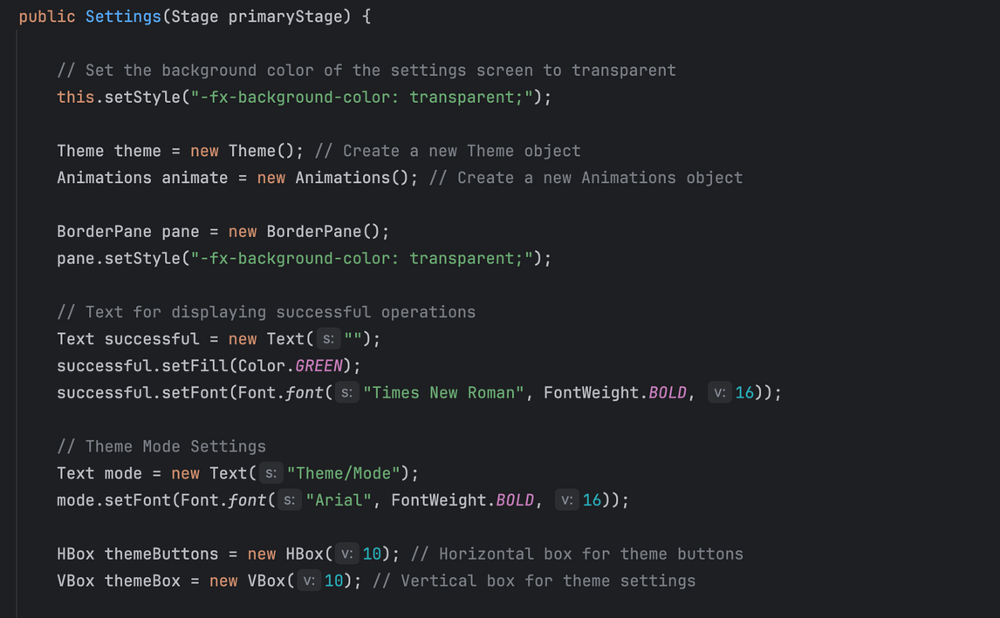 public Settings(Stage primaryStage) {
// Set the background color of the settings screen to transparent
this.setStyle("-fx-background-color: transparent;");
Theme theme = new Theme(); // Create a new Theme object
Animations animate = new Animations(); // Create a new Animations object
BorderPane pane = new BorderPane();
pane.setStyle("-fx-background-color: transparent;");
// Text for displaying successful operations
Text successful = new Text( s: "");
successful.setFill(Color.GREEN);
successful.setFont(Font.font( s: "Times New Roman", FontWeight.BOLD, v: 16));
// Theme Mode Settings
Text mode = new Text( s: "Theme/Mode");
mode.setFont(Font.font( s: "Arial", FontWeight.BOLD, v: 16));
HBox themeButtons = new HBox( v: 10); // Horizontal box for theme buttons
VBox themeBox = new VBox( v: 10); // Vertical box for theme settings